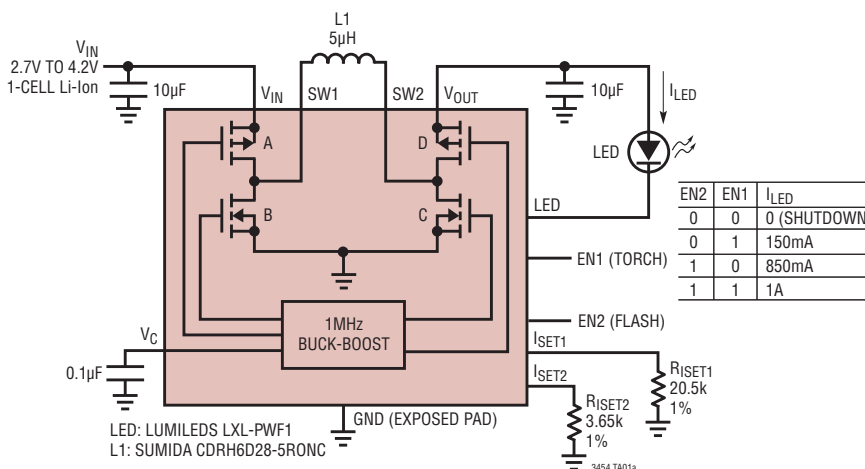 L1
5µH
VIN
2.7V TO 4.2V
1-CELL Li-Ion
10µF
VIN
SW1
SW2
VOUT
10µF
ILED
A
D
LED
B
C
LED
EN2 EN1 ILED
0 0 0 (SHUTDOWN
0 1 150mA
1 0 850mA
1 1 1A
EN1 (TORCH)
1MHz
BUCK-BOOST
EN2 (FLASH)
VC
ISET1
0.1µF
ISET2
RISET1
20.5k
1%
RISET2
3.65k
1%
GND (EXPOSED PAD)
LED: LUMILEDS LXL-PWF1
L1: SUMIDA CDRH6D28-5RONC
3454 TA01a